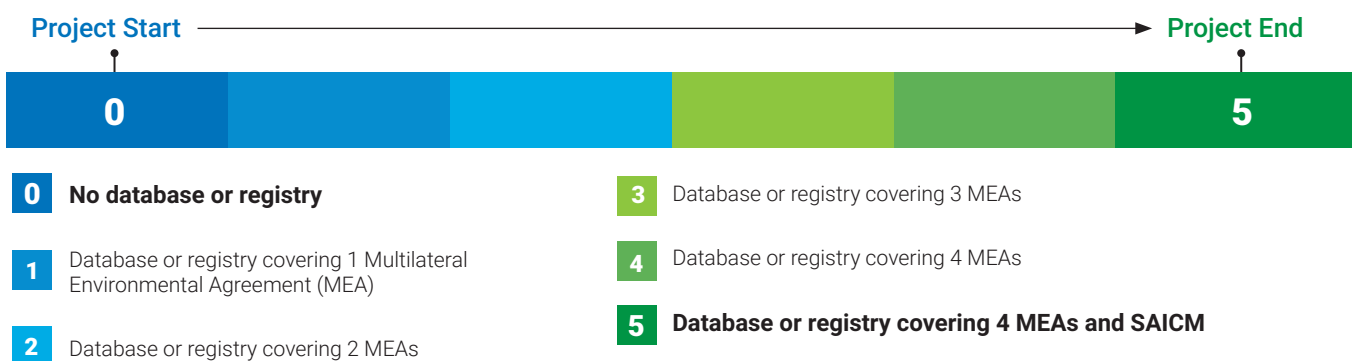 Project Start
Project End
0
5
0 No database or registry
1 Database or registry covering 1 Multilateral
Environmental Agreement (MEA)
2 Database or registry covering 2 MEAs
3 Database or registry covering 3 MEAs
4 Database or registry covering 4 MEAs
5 Database or registry covering 4 MEAs and SAICM